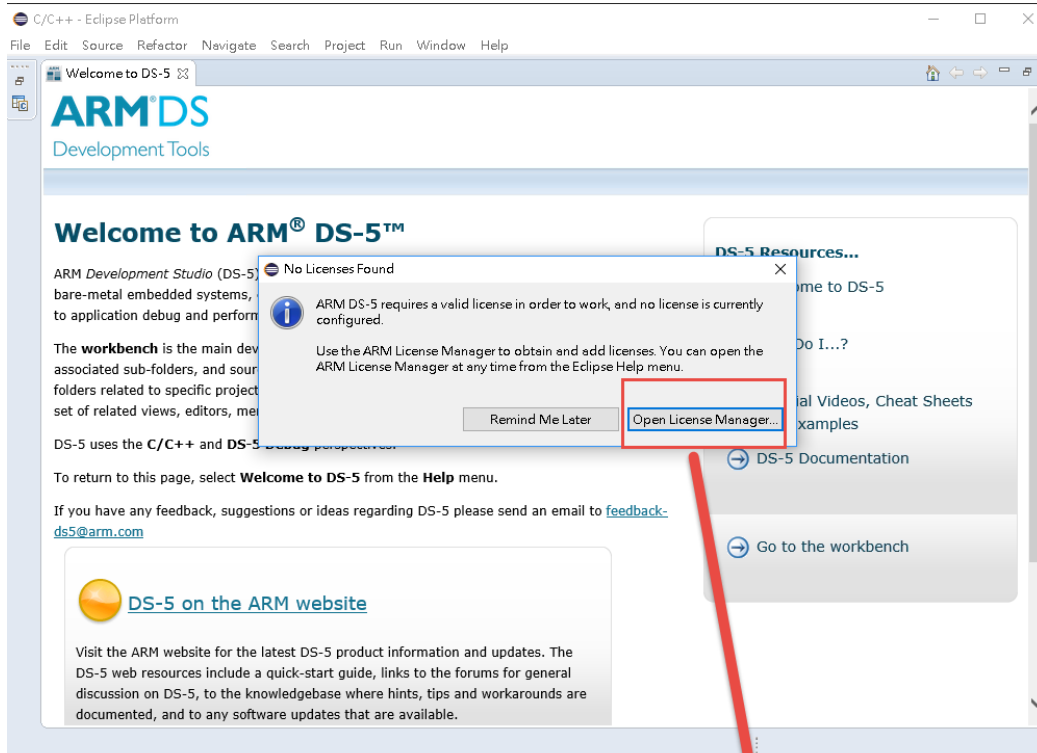 C/C++ - Eclipse Platform
File Edit Source Refactor Navigate Search Project Run Window Help
Welcome to DS-5
ARM®DS
Development Tools
Welcome to ARM® DS-5™
ARM Development Studio (DS-5)
bare-metal embedded systems,
to application debug and
The workbench is the main
associated sub-folders, and
folders related to specific
set of related views, editors,
DS-5 uses the C/C++ and DS-5 Debug perspectives.
To return to this page, select Welcome to DS-5 from the Help menu.
If you have any feedback, suggestions or ideas regarding DS-5 please send an email to feedback-
ds5@arm.com
DS-5 on the ARM website
Visit the ARM website for the latest DS-5 product information and updates. The
DS-5 web resources include a quick-start guide, links to the forums for general
discussion on DS-5, to the knowledgebase where hints, tips and workarounds are
documented, and to any software updates that are available.
No Licenses Found
ARM DS-5 requires a valid license in order to work, and no license is currently
configured.
Use the ARM License Manager to obtain and add licenses. You can open the
ARM License Manager at any time from the Eclipse Help menu.
Remind Me Later Open License Manager...
DS-5 Resources...
ome to DS-5
Do I...?
ial Videos, Cheat Sheets
xamples
DS-5 Documentation
Go to the workbench